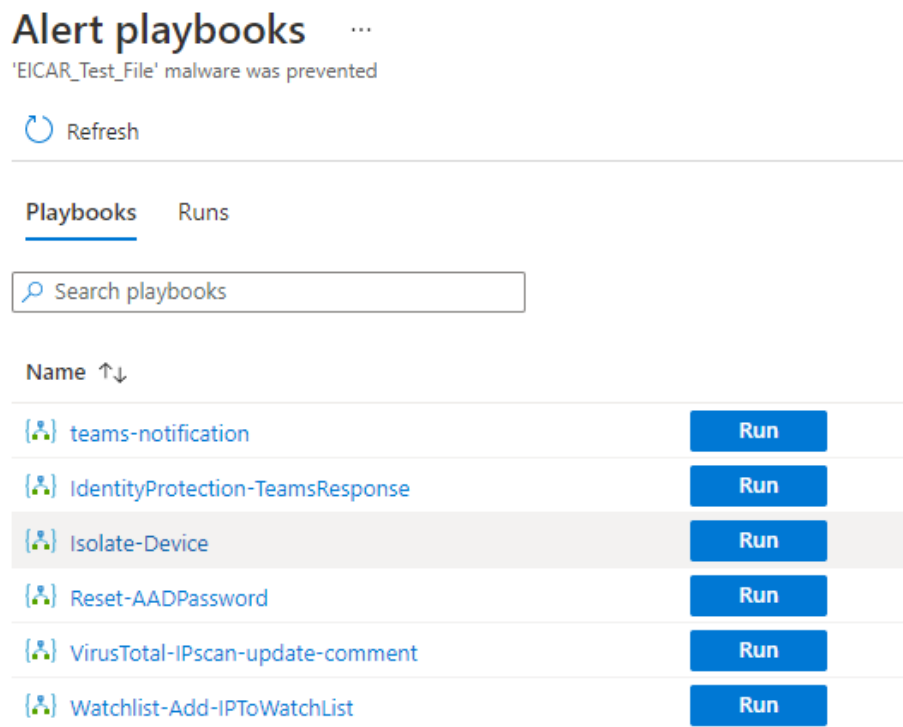 Alert playbooks ...
'EICAR_Test_File' malware was prevented
Refresh
Playbooks Runs
Search playbooks
Name ↑↓
teams-notification Run
IdentityProtection-TeamsResponse Run
Isolate-Device Run
Reset-AADPassword Run
VirusTotal-IPscan-update-comment Run
Watchlist-Add-IPToWatchList Run